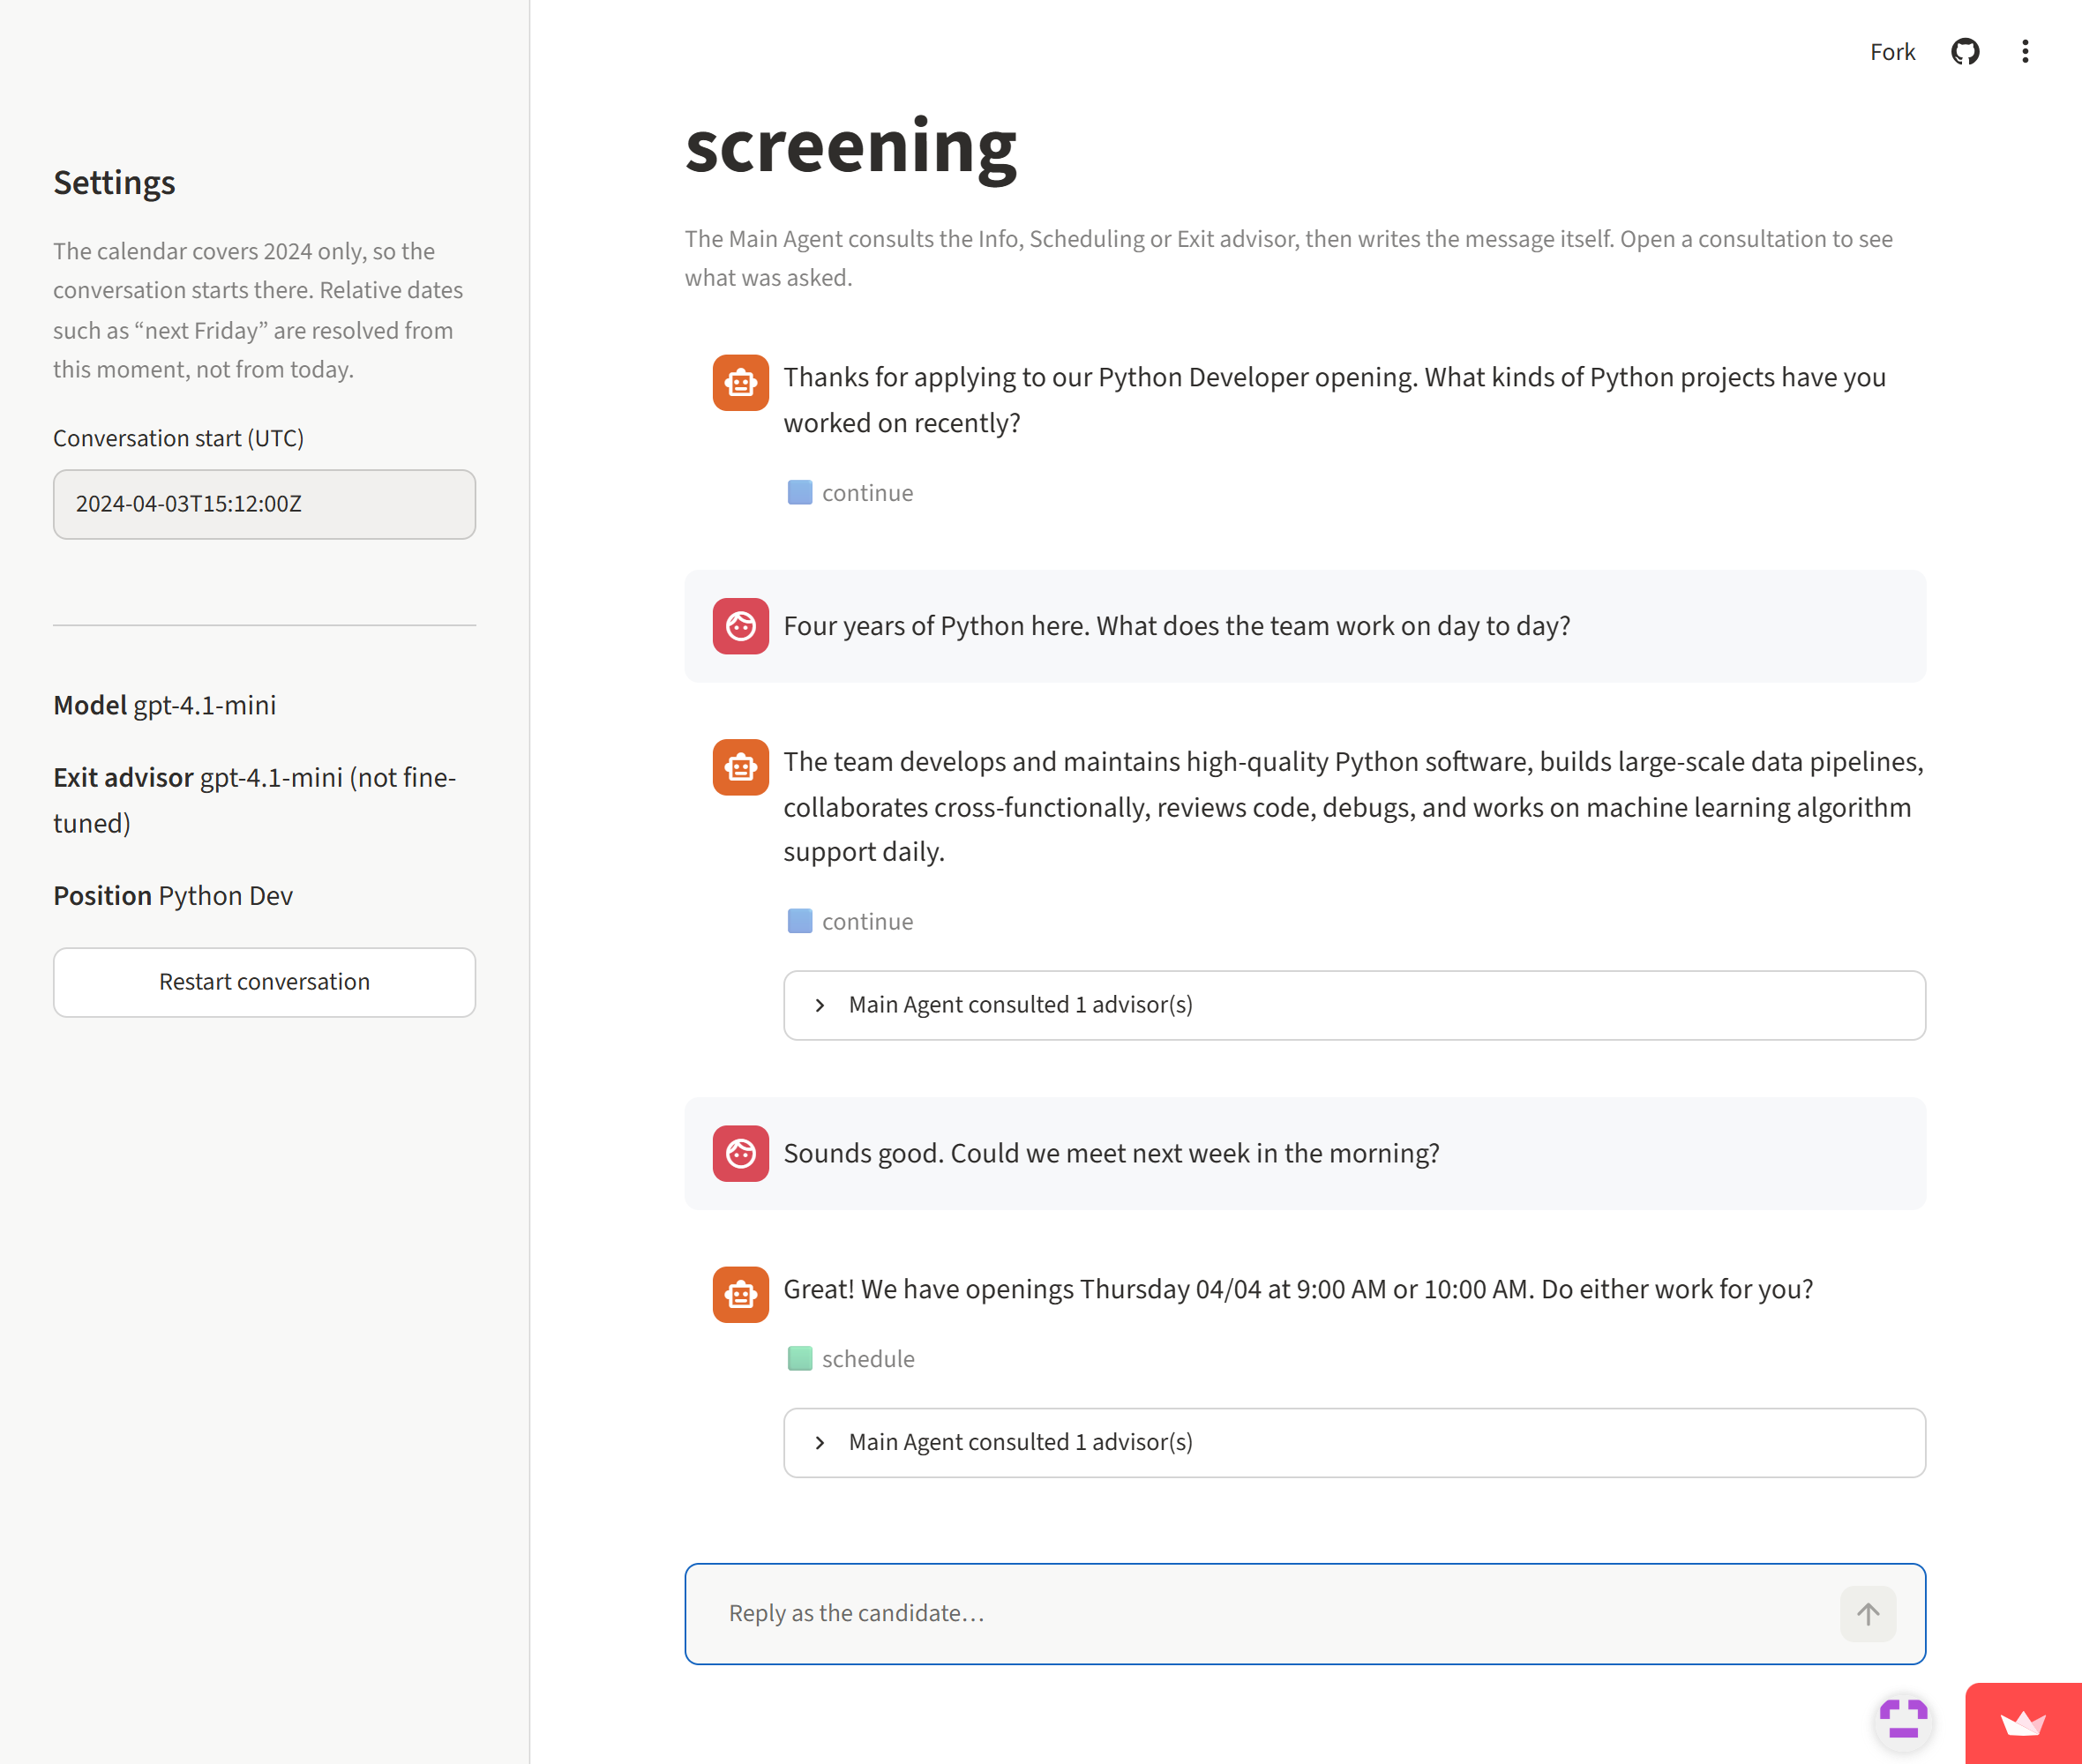 Fork
Settings
The calendar covers 2024 only, so the
conversation starts there. Relative dates
such as “next Friday” are resolved from
this moment, not from today.
Conversation start (UTC)
2024-04-03T15:12:00Z
Model gpt-4.1-mini
Exit advisor gpt-4.1-mini (not fine-
tuned)
Position Python Dev
Restart conversation
screening
The Main Agent consults the Info, Scheduling or Exit advisor, then writes the message itself. Open a consultation to see
what was asked.
Thanks for applying to our Python Developer opening. What kinds of Python projects have you
worked on recently?
continue
Four years of Python here. What does the team work on day to day?
The team develops and maintains high-quality Python software, builds large-scale data pipelines,
collaborates cross-functionally, reviews code, debugs, and works on machine learning algorithm
support daily.
continue
Main Agent consulted 1 advisor(s)
Sounds good. Could we meet next week in the morning?
Great! We have openings Thursday 04/04 at 9:00 AM or 10:00 AM. Do either work for you?
schedule
Main Agent consulted 1 advisor(s)
Reply as the candidate…